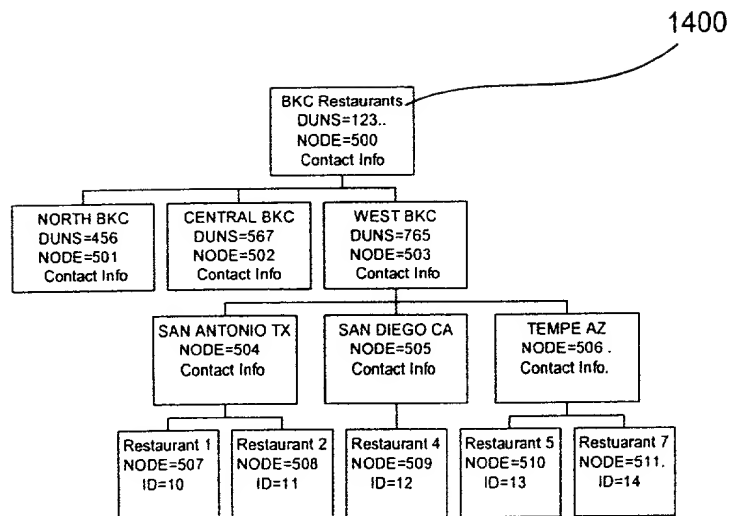 1400
BKC Restaurants
DUNS=123..
NODE=500
Contact Info
NORTH BKC
DUNS=456
NODE=501
Contact Info
CENTRAL BKC
DUNS=567
NODE=502
Contact Info
WEST BKC
DUNS=765
NODE=503
Contact Info
SAN ANTONIO TX
NODE=504
Contact Info
SAN DIEGO CA
NODE=505
Contact Info
TEMPE AZ
NODE=506 .
Contact Info.
Restaurant 1
NODE=507
ID=10
Restaurant 2
NODE=508
ID=11
Restaurant 4
NODE=509
ID=12
Restaurant 5
NODE=510
ID=13
Restuarant 7
NODE=511.
ID=14